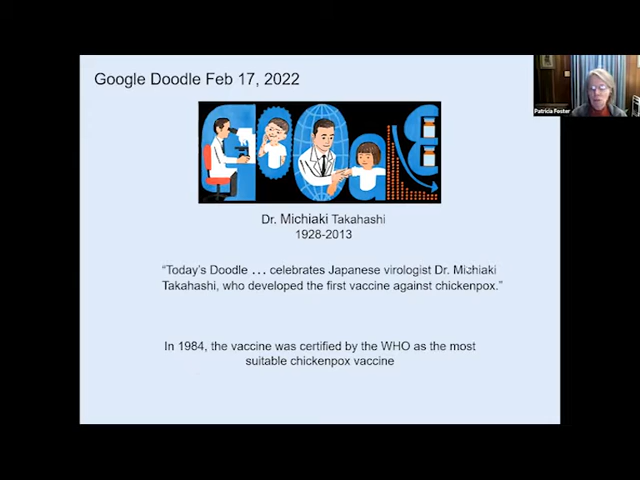 Google Doodle Feb 17, 2022
Google
Patricia Foster
Dr. Michiaki Takahashi
1928-2013
“Today’s Doodle ... celebrates Japanese virologist Dr. Michiaki
Takahashi, who developed the first vaccine against chickenpox.”
In 1984, the vaccine was certified by the WHO as the most
suitable chickenpox vaccine